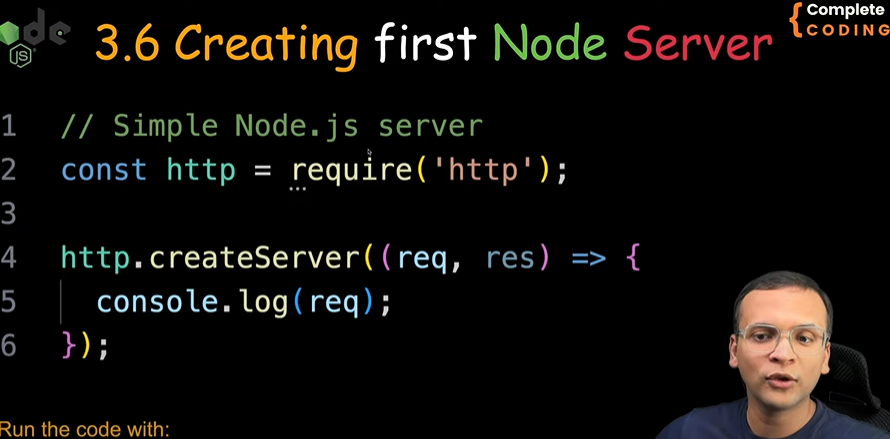 3.6 Creating first Node Server
Complete
CODING
JS
1 // Simple Node.js server
2 const http = require('http');
3
4 http.createServer((req, res) => {
5 console.log(req);
6 });
Run the code with: